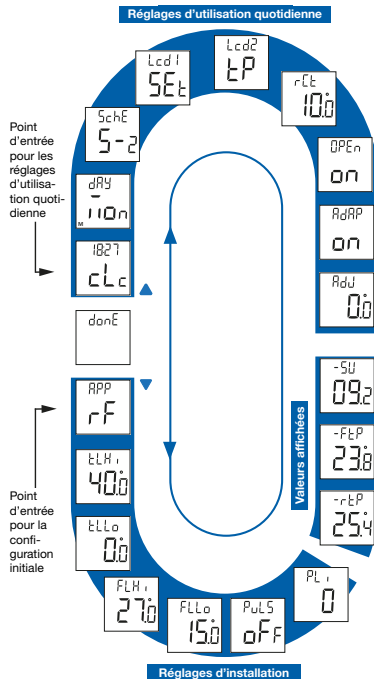 Réglages d'utilisation quotidienne
Lcd1
SEt
Lcd2
tP
rCt
10.0
SchE
S-2
OPEn
on
Point
d'entrée
pour les
réglages
d'utilisa-
tion quoti-
dienne
dAY
Mon
M
AdAP
on
18:27
cLc
AdJ
0.0
donE
-SU
09.2
APP
rF
-FtP
23.8
Valeurs affichées
tLHi
40.0
-rtP
25.4
Point
d'entrée
pour la
confi-
guration
initiale
tLLo
0.0
FLHi
27.0
FLLo
15.0
PuLS
oFF
PLi
0
Réglages d'installation